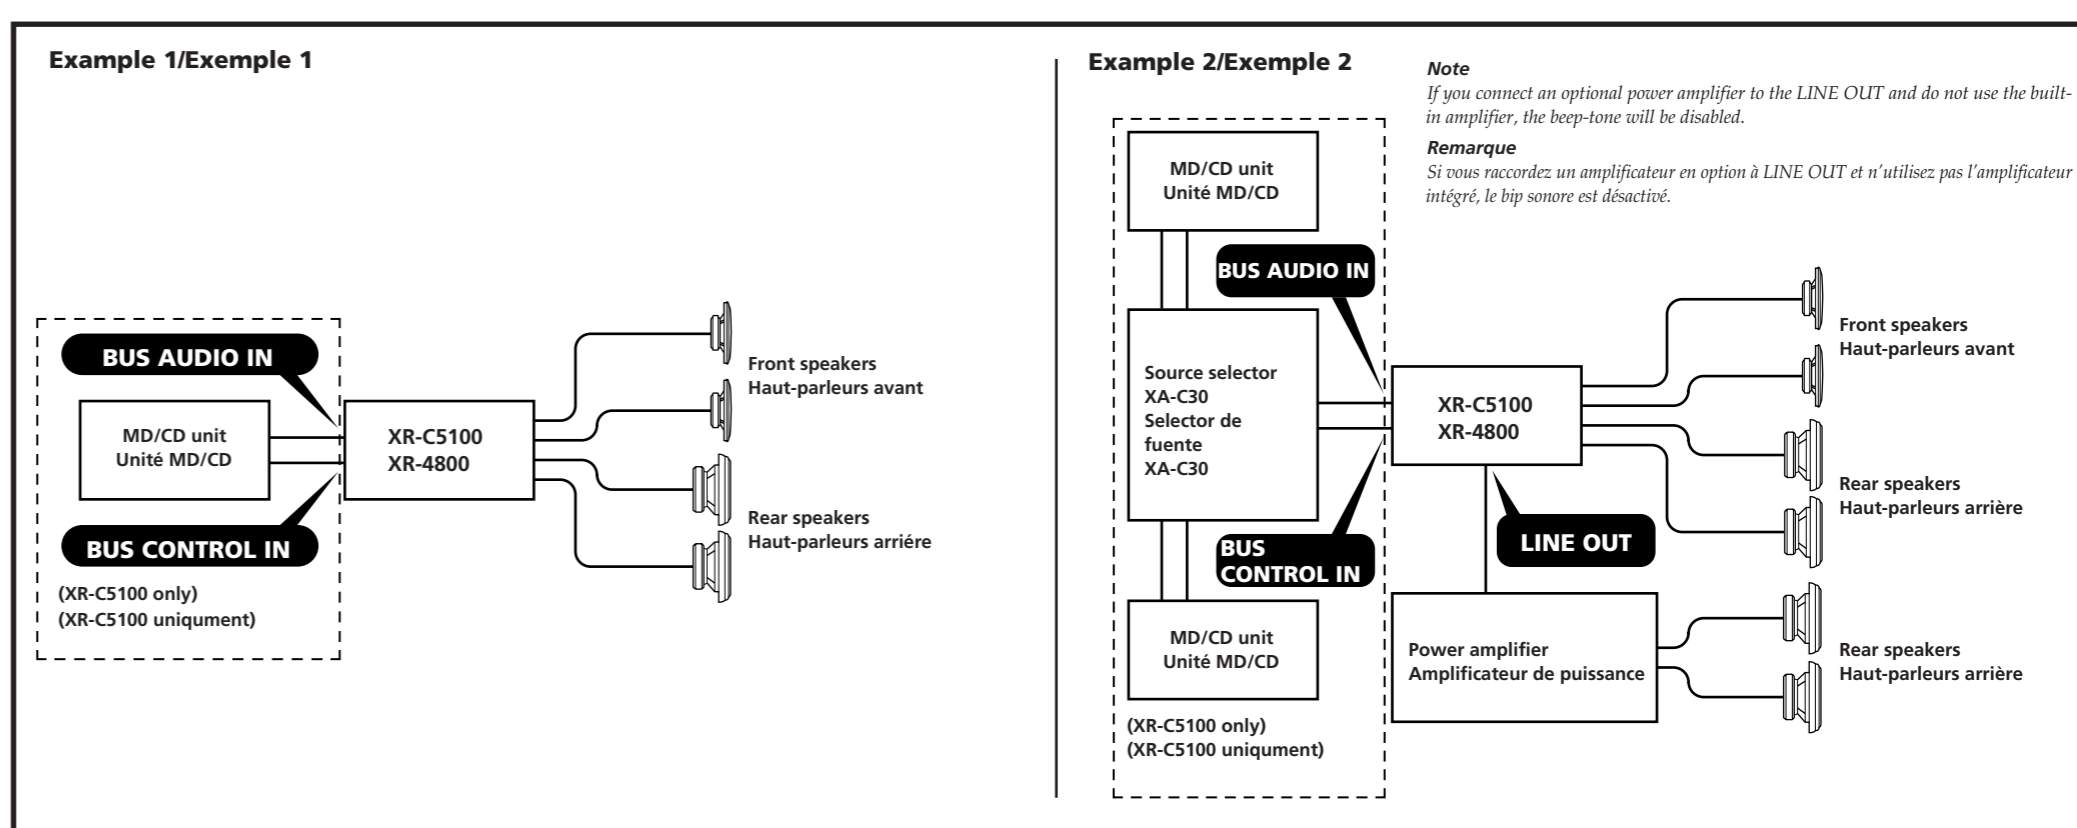 Example 1/Exemple 1
BUS AUDIO IN
MD/CD unit
Unité MD/CD
XR-C5100
XR-4800
BUS CONTROL IN
(XR-C5100 only)
(XR-C5100 uniqument)
Front speakers
Haut-parleurs avant
Rear speakers
Haut-parleurs arriére
Example 2/Exemple 2
Note
If you connect an optional power amplifier to the LINE OUT and do not use the built-
in amplifier, the beep-tone will be disabled.
Remarque
Si vous raccordez un amplificateur en option à LINE OUT et n'utilisez pas l'amplificateur
intégré, le bip sonore est désactivé.
MD/CD unit
Unité MD/CD
BUS AUDIO IN
Source selector
XA-C30
Selector de
fuente
XA-C30
XR-C5100
XR-4800
Front speakers
Haut-parleurs avant
Rear speakers
Haut-parleurs arrière
BUS
CONTROL IN
LINE OUT
MD/CD unit
Unité MD/CD
Power amplifier
Amplificateur de puissance
Rear speakers
Haut-parleurs arrière
(XR-C5100 only)
(XR-C5100 uniqument)